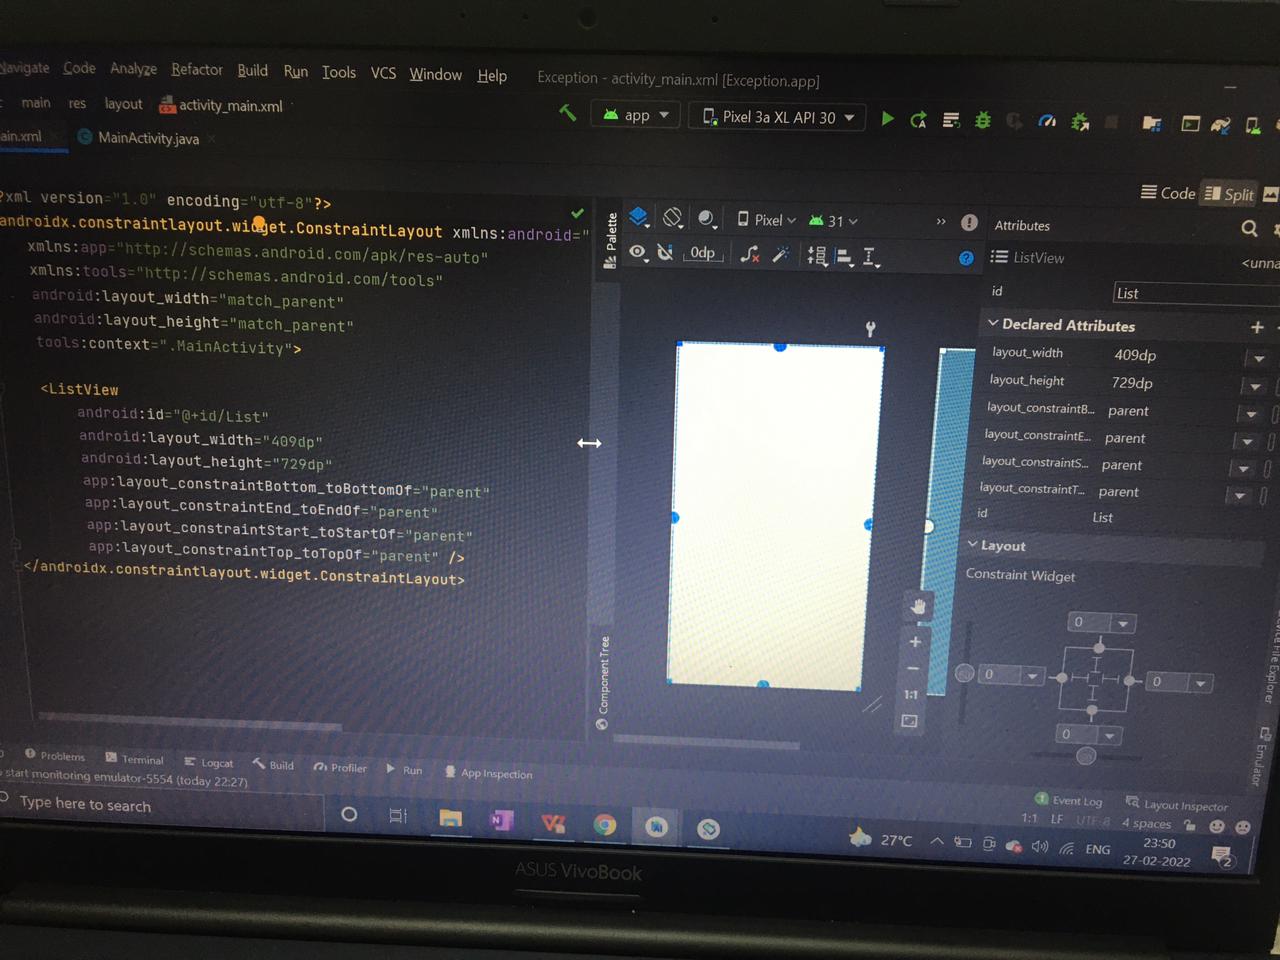 Navigate Code Analyze Refactor Build Run Tools VCS Window Help Exception - activity_main.xml [Exception.app]
main res layout activity_main.xml
app Pixel 3a XL API 30
ain.xml MainActivity.java
Code Split
?xml version="1.0" encoding="utf-8"?>
androidx.constraintlayout.widget.ConstraintLayout xmlns:android="
xmlns:app="http://schemas.android.com/apk/res-auto"
xmlns:tools="http://schemas.android.com/tools"
android:layout_width="match_parent"
android:layout_height="match_parent"
tools:context=".MainActivity">
<ListView
android:id="@+id/List"
android:layout_width="409dp"
android:layout_height="729dp"
app:layout_constraintBottom_toBottomOf="parent"
app:layout_constraintEnd_toEndOf="parent"
app:layout_constraintStart_toStartOf="parent"
app:layout_constraintTop_toTopOf="parent" />
</androidx.constraintlayout.widget.ConstraintLayout>
Palette
Component Tree
Pixel 31 »
0dp
1:1
Attributes
ListView <unna
id List
Declared Attributes
layout_width 409dp
layout_height 729dp
layout_constraintB... parent
layout_constraintE... parent
layout_constraintS... parent
layout_constraintT... parent
id List
Layout
Constraint Widget
0
0 0
0
File Explorer
Emulator
Problems Terminal Logcat Build Profiler Run App Inspection
Event Log Layout Inspector
start monitoring emulator-5554 (today 22:27)
1:1 LF UTF-8 4 spaces
Type here to search
27°C ENG 23:50
27-02-2022
2
ASUS VivoBook